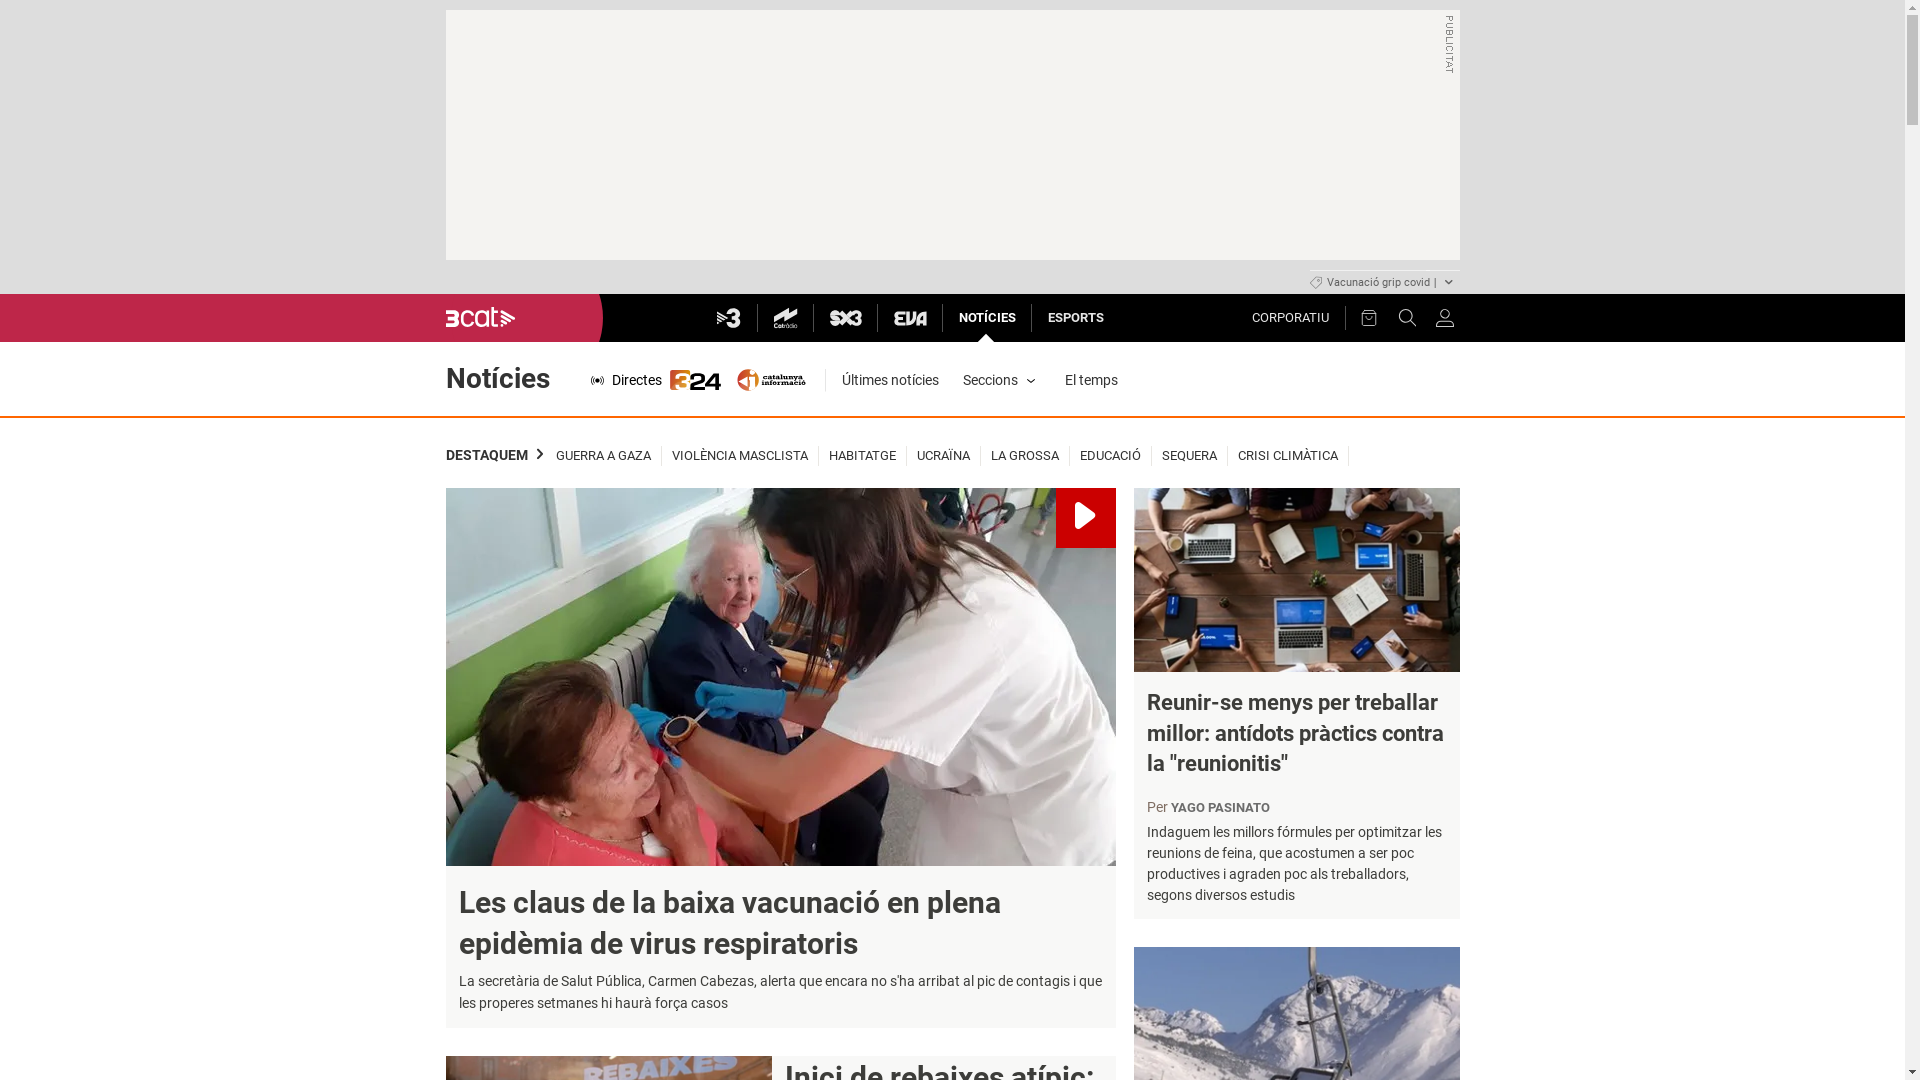 PUBLICITAT
Vacunació grip covid |
3cat
3
Catràdio
SX3
EVA
NOTÍCIES
ESPORTS
CORPORATIU
Notícies
Directes
324
catalunya
informació
Últimes notícies
Seccions
El temps
DESTAQUEM
GUERRA A GAZA
VIOLÈNCIA MASCLISTA
HABITATGE
UCRAÏNA
LA GROSSA
EDUCACIÓ
SEQUERA
CRISI CLIMÀTICA
Les claus de la baixa vacunació en plena
epidèmia de virus respiratoris
La secretària de Salut Pública, Carmen Cabezas, alerta que encara no s'ha arribat al pic de contagis i que
les properes setmanes hi haurà força casos
Reunir-se menys per treballar
millor: antídots pràctics contra
la "reunionitis"
Per YAGO PASINATO
Indaguem les millors fórmules per optimitzar les
reunions de feina, que acostumen a ser poc
productives i agraden poc als treballadors,
segons diversos estudis
REBAIXES
Inici de rebaixes atípic: